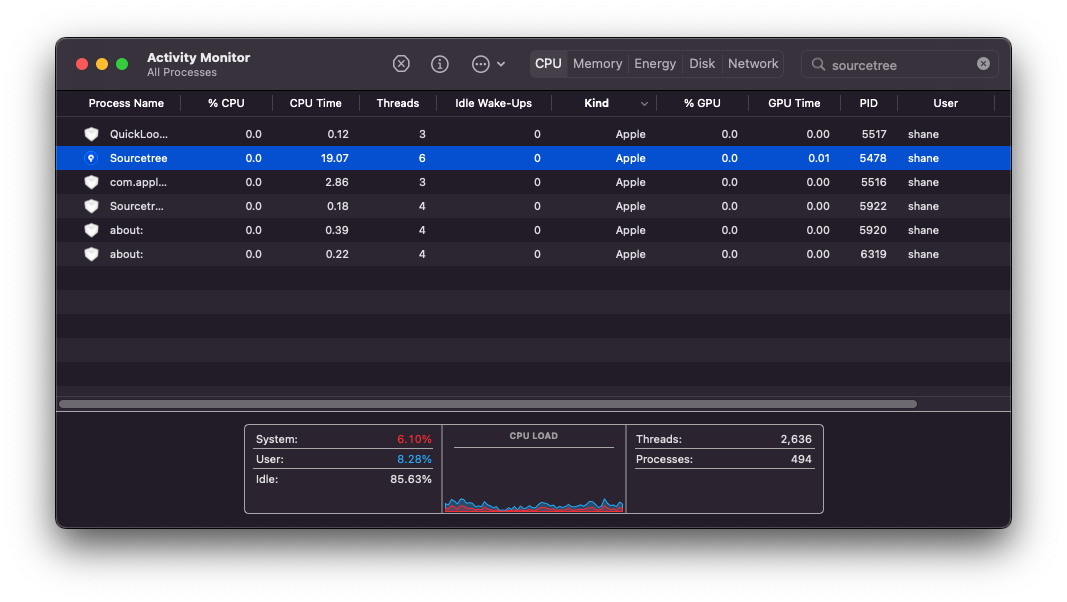 Activity Monitor
All Processes
CPU Memory Energy Disk Network
sourcetree
Process Name % CPU CPU Time Threads Idle Wake-Ups Kind % GPU GPU Time PID User
QuickLoo... 0.0 0.12 3 0 Apple 0.0 0.00 5517 shane
Sourcetree 0.0 19.07 6 0 Apple 0.0 0.01 5478 shane
com.appl... 0.0 2.86 3 0 Apple 0.0 0.00 5516 shane
Sourcetr... 0.0 0.18 4 0 Apple 0.0 0.00 5922 shane
about: 0.0 0.39 4 0 Apple 0.0 0.00 5920 shane
about: 0.0 0.22 4 0 Apple 0.0 0.00 6319 shane
System: 6.10%
User: 8.28%
Idle: 85.63%
CPU LOAD
Threads: 2,636
Processes: 494